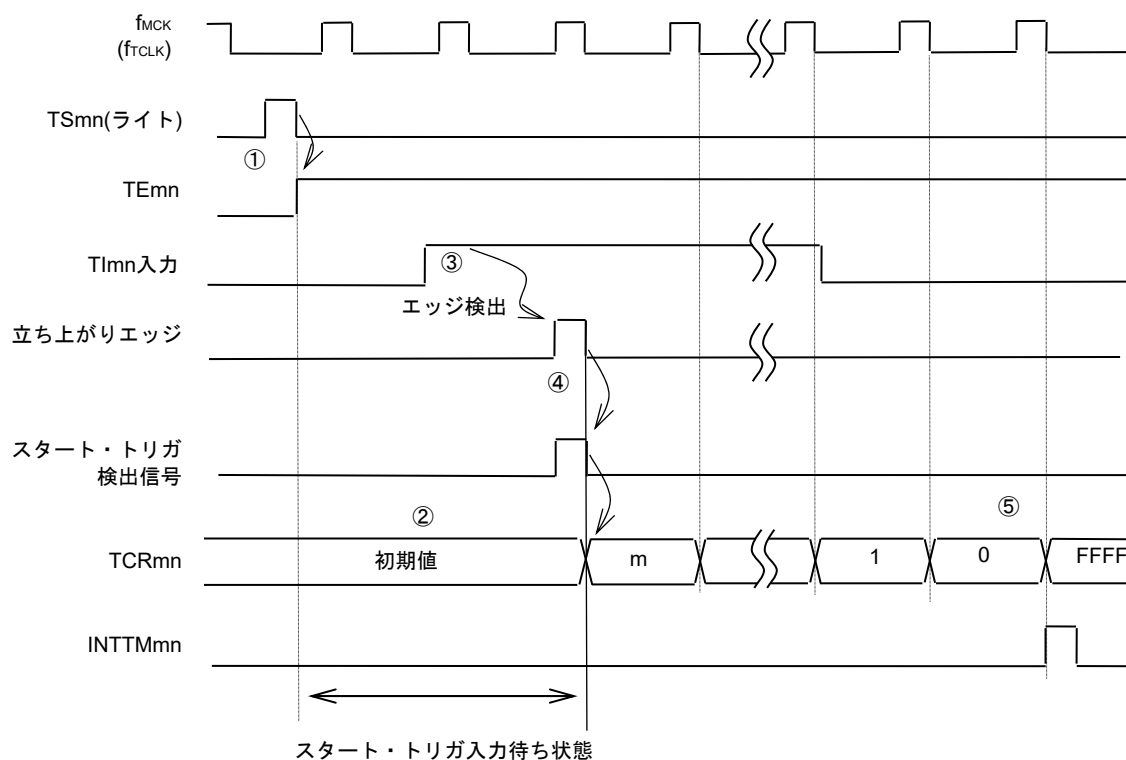 fMCK
(fTCLK)
TSmn(ライト)
①
TEmn
③
TImn入力
エッジ検出
立ち上がりエッジ
④
スタート・トリガ
検出信号
②
⑤
TCRmn 初期値 m 1 0 FFFF
INTTMmn
スタート・トリガ入力待ち状態